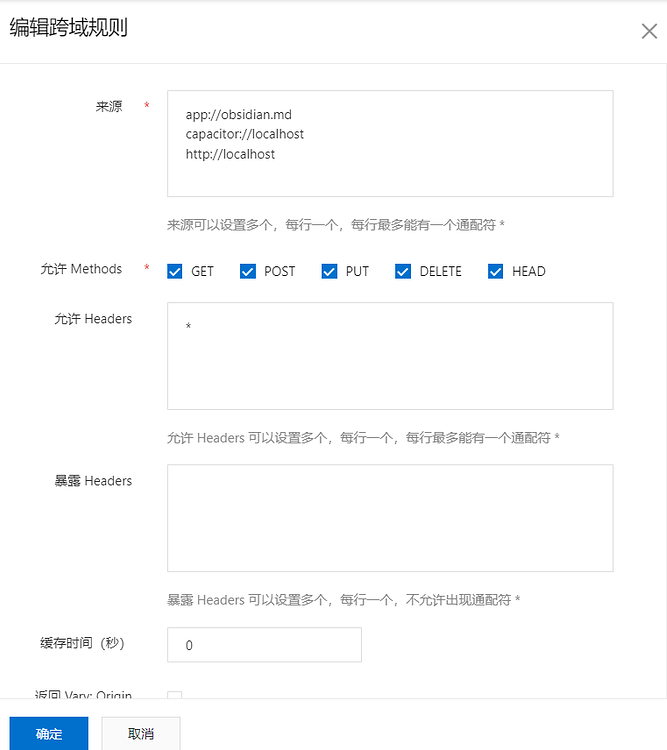 编辑跨域规则
来源 *
app://obsidian.md
capacitor://localhost
http://localhost
来源可以设置多个，每行一个，每行最多能有一个通配符 *
允许 Methods * GET POST PUT DELETE HEAD
允许 Headers
*
允许 Headers 可以设置多个，每行一个，每行最多能有一个通配符 *
暴露 Headers
暴露 Headers 可以设置多个，每行一个，不允许出现通配符 *
缓存时间（秒） 0
返回 Vary: Origin
确定 取消